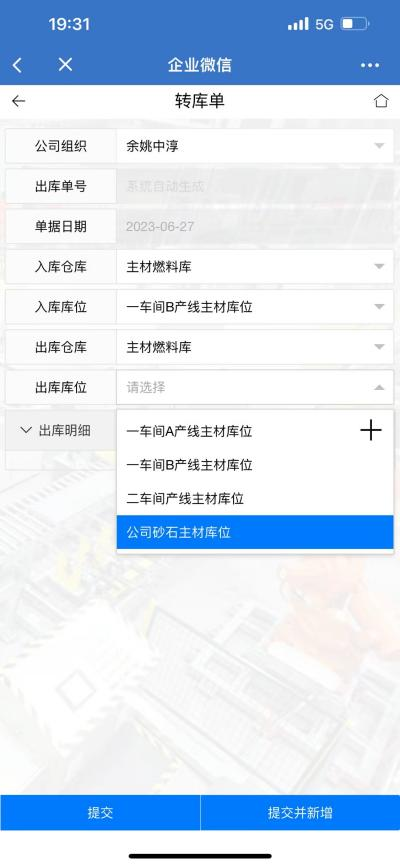 19:31
5G
企业微信
转库单
公司组织 余姚中淳
出库单号 系统自动生成
单据日期 2023-06-27
入库仓库 主材燃料库
入库库位 一车间B产线主材库位
出库仓库 主材燃料库
出库库位 请选择
出库明细
一车间A产线主材库位
一车间B产线主材库位
二车间产线主材库位
公司砂石主材库位
提交 提交并新增